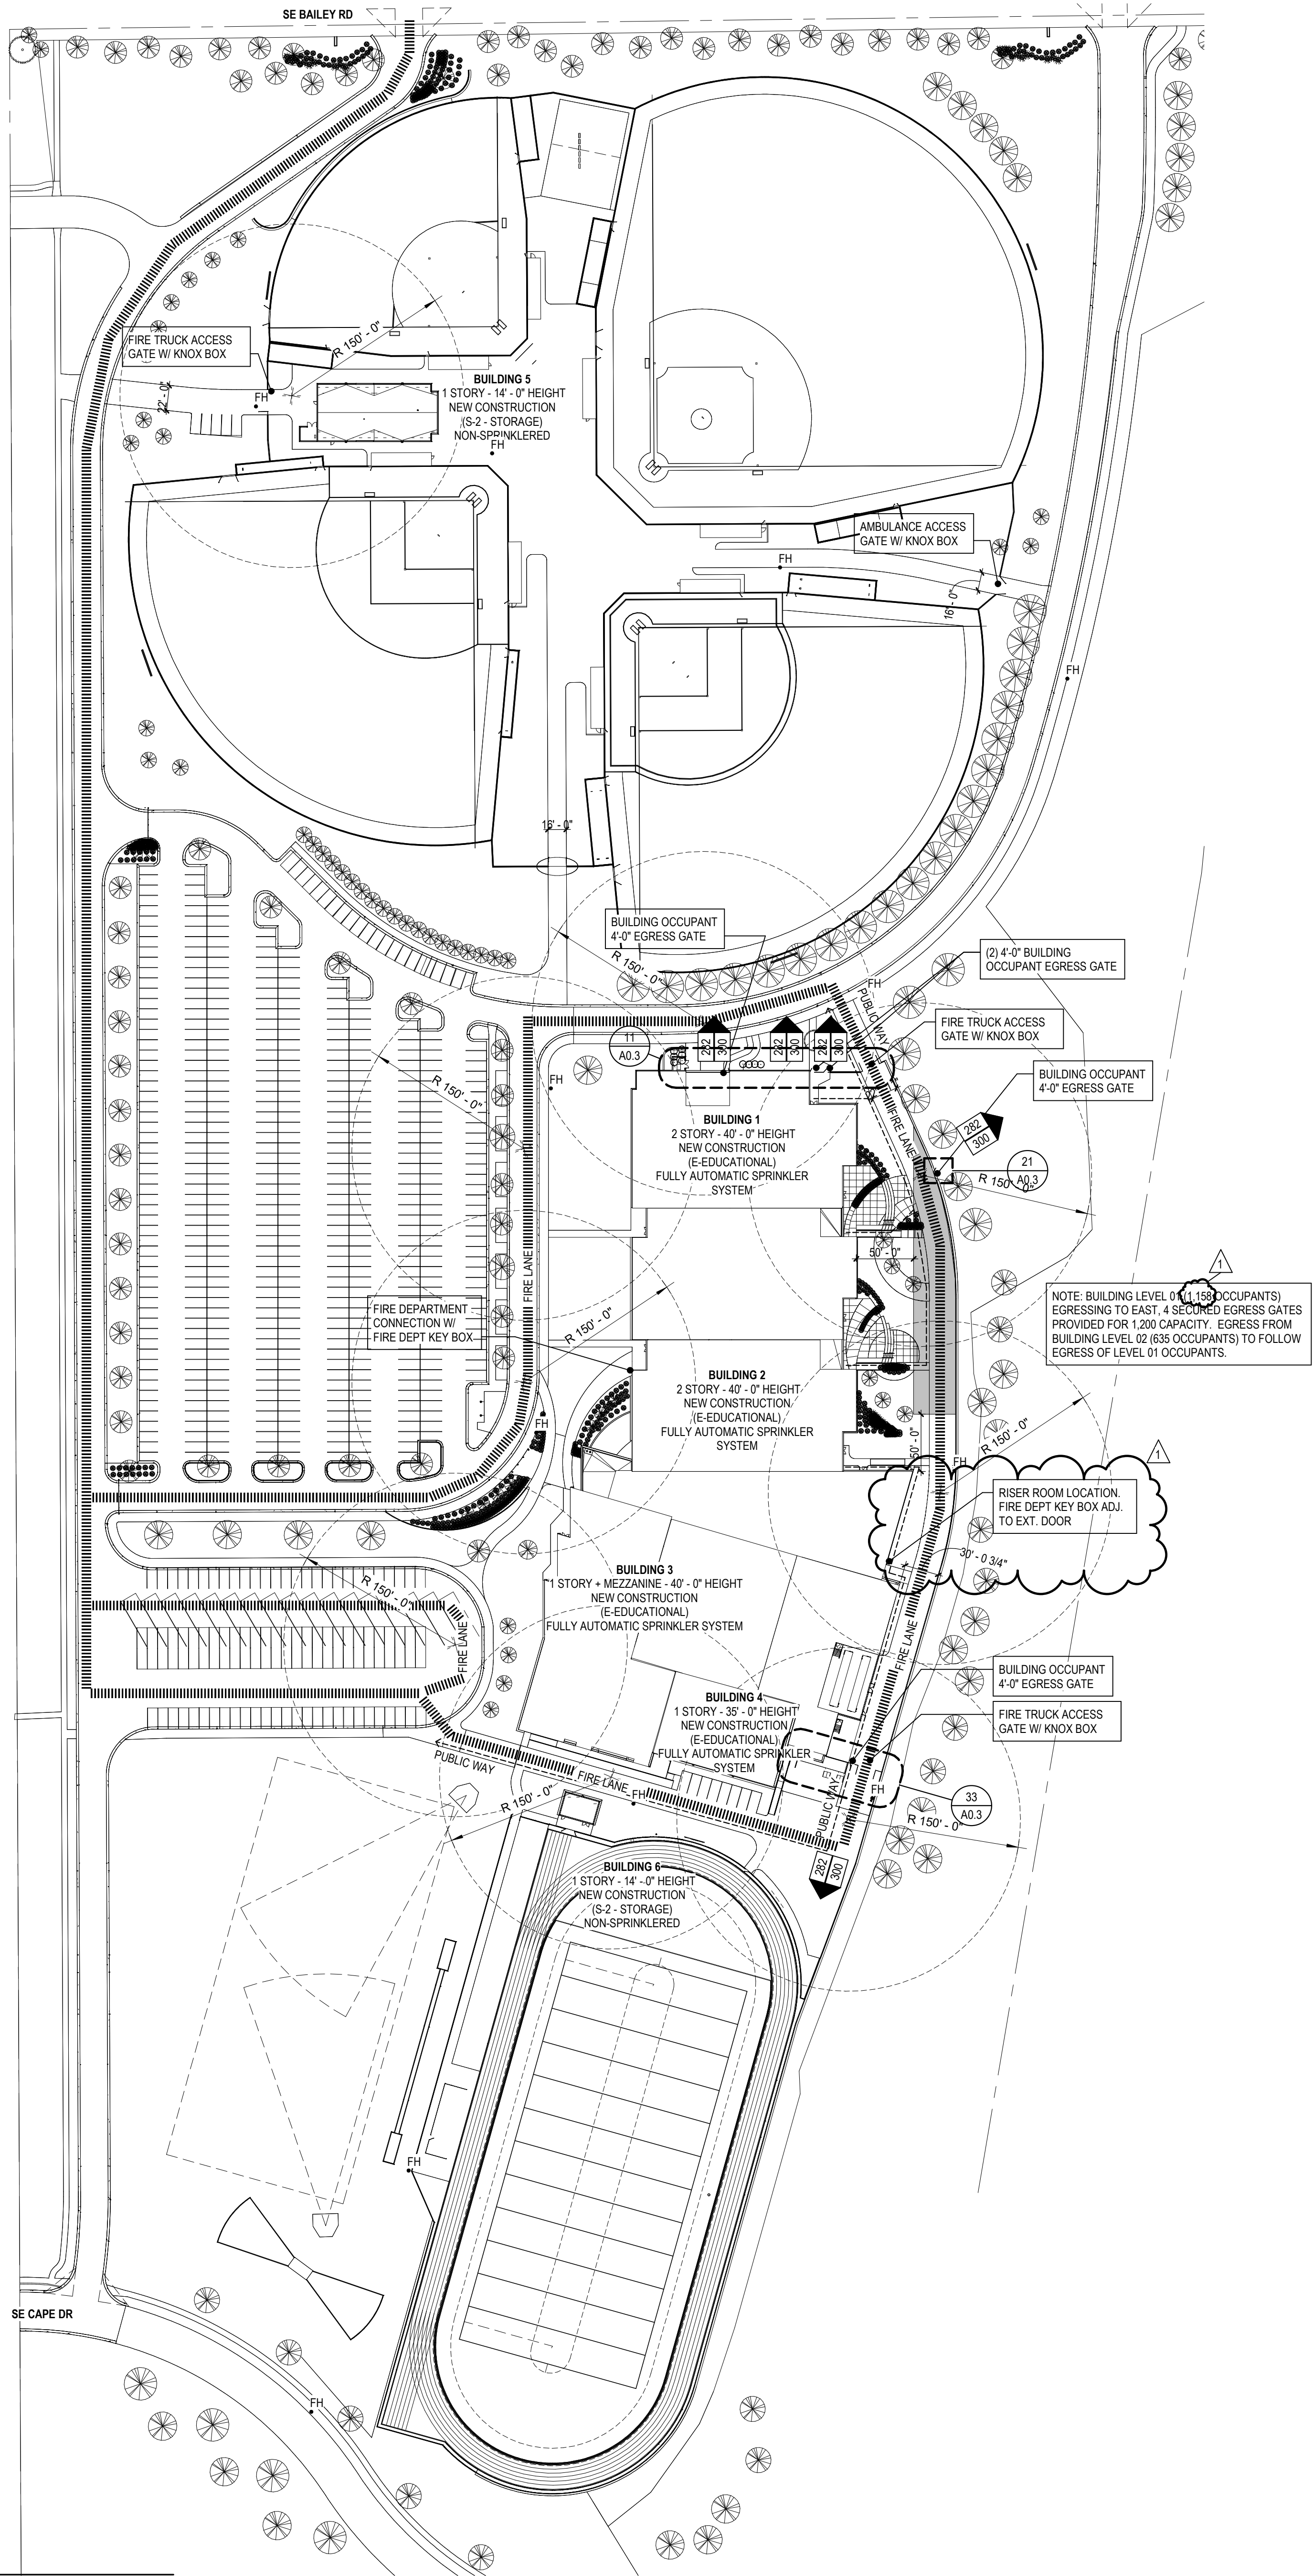 SE BAILEY RD
FIRE TRUCK ACCESS
GATE W/ KNOX BOX
R 150' - 0"
22' - 0"
FH
BUILDING 5
1 STORY - 14' - 0" HEIGHT
NEW CONSTRUCTION
(S-2 - STORAGE)
NON-SPRINKLERED
FH
AMBULANCE ACCESS
GATE W/ KNOX BOX
FH
16' - 0"
FH
16' - 0"
BUILDING OCCUPANT
4'-0" EGRESS GATE
R 150' - 0"
(2) 4'-0" BUILDING
OCCUPANT EGRESS GATE
FH
PUBLIC WAY
FIRE TRUCK ACCESS
GATE W/ KNOX BOX
11
A0.3
282
300
282
300
282
300
FH
R 150' - 0"
BUILDING OCCUPANT
4'-0" EGRESS GATE
282
300
FIRE LANE
BUILDING 1
2 STORY - 40' - 0" HEIGHT
NEW CONSTRUCTION
(E-EDUCATIONAL)
FULLY AUTOMATIC SPRINKLER
SYSTEM
21
A0.3
R 150' - 0"
50' - 0"
FIRE LANE
1
NOTE: BUILDING LEVEL 01 (1,158 OCCUPANTS)
EGRESSING TO EAST, 4 SECURED EGRESS GATES
PROVIDED FOR 1,200 CAPACITY. EGRESS FROM
BUILDING LEVEL 02 (635 OCCUPANTS) TO FOLLOW
EGRESS OF LEVEL 01 OCCUPANTS.
FIRE DEPARTMENT
CONNECTION W/
FIRE DEPT KEY BOX
R 150' - 0"
BUILDING 2
2 STORY - 40' - 0" HEIGHT
NEW CONSTRUCTION
(E-EDUCATIONAL)
FULLY AUTOMATIC SPRINKLER
SYSTEM
FH
50' - 0"
R 150' - 0"
FH
1
RISER ROOM LOCATION.
FIRE DEPT KEY BOX ADJ.
TO EXT. DOOR
30' - 0 3/4"
R 150' - 0"
BUILDING 3
1 STORY + MEZZANINE - 40' - 0" HEIGHT
NEW CONSTRUCTION
(E-EDUCATIONAL)
FULLY AUTOMATIC SPRINKLER SYSTEM
FIRE LANE
FIRE LANE
BUILDING OCCUPANT
4'-0" EGRESS GATE
BUILDING 4
1 STORY - 35' - 0" HEIGHT
NEW CONSTRUCTION
(E-EDUCATIONAL)
FULLY AUTOMATIC SPRINKLER
SYSTEM
FIRE TRUCK ACCESS
GATE W/ KNOX BOX
PUBLIC WAY
FIRE LANE
FH
R 150' - 0"
FH
PUBLIC WAY
33
A0.3
R 150' - 0"
282
300
BUILDING 6
1 STORY - 14' - 0" HEIGHT
NEW CONSTRUCTION
(S-2 - STORAGE)
NON-SPRINKLERED
FH
SE CAPE DR
FH